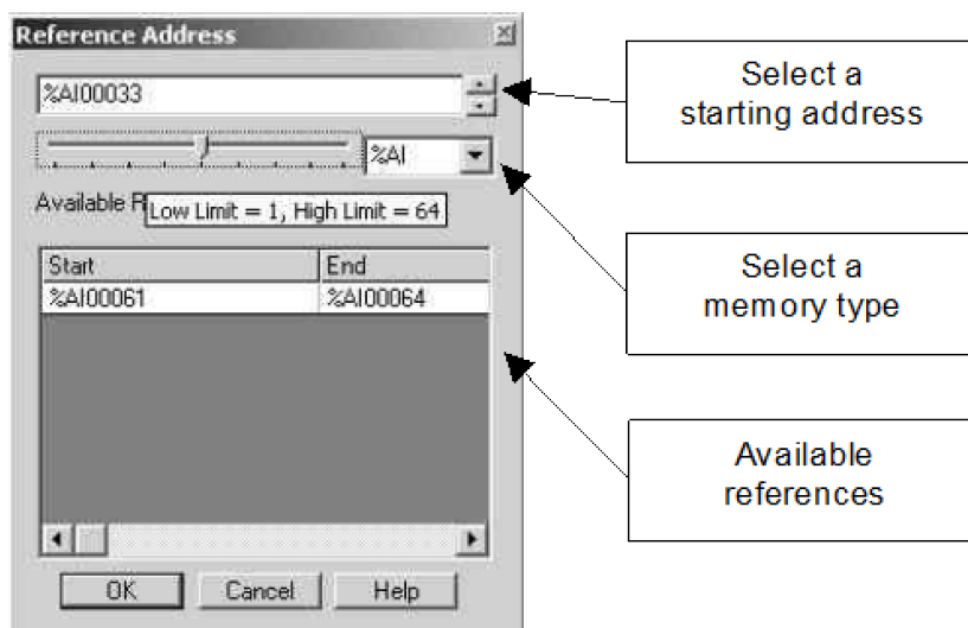 Reference Address
%AI00033
Select a
starting address
%AI
Available R
Low Limit = 1, High Limit = 64
Select a
memory type
Start End
%AI00061 %AI00064
Available
references
OK Cancel Help